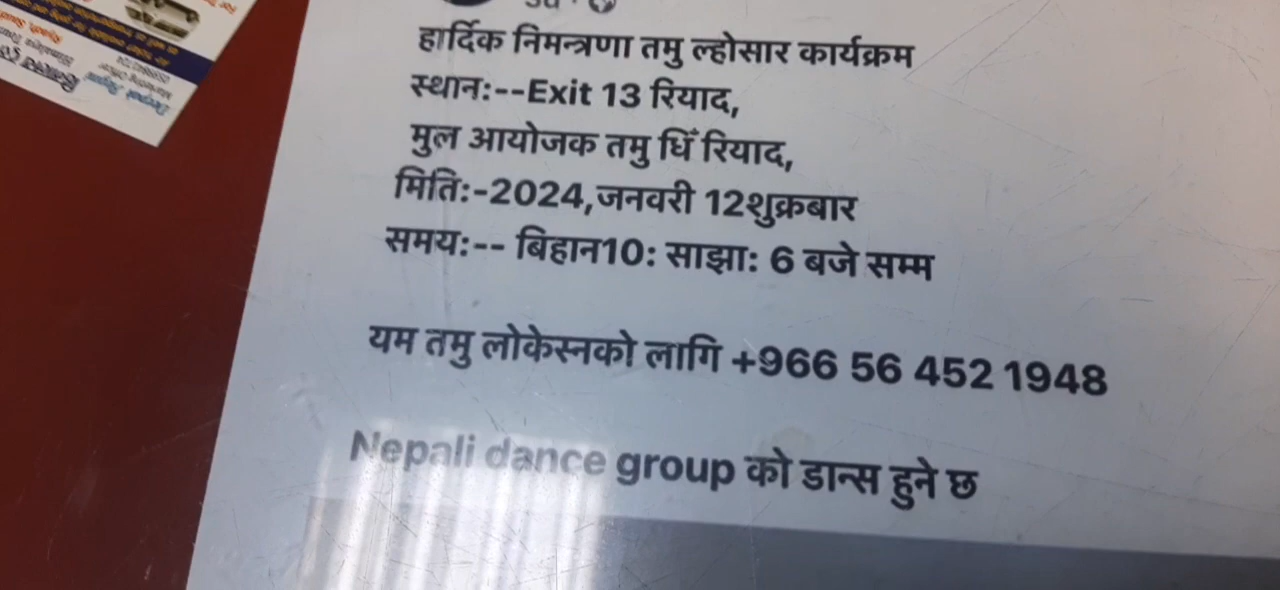 हार्दिक निमन्त्रणा तमु ल्होसार कार्यक्रम
स्थान:--Exit 13 रियाद,
मुल आयोजक तमु धिँ रियाद,
मिति:-2024,जनवरी 12शुक्रबार
समय:-- बिहान10: साझा: 6 बजे सम्म
यम तमु लोकेस्नको लागि +966 56 452 1948
Nepali dance group को डान्स हुने छ